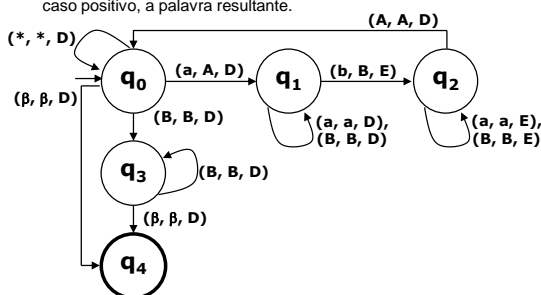 caso positivo, a palavra resultante.
(A, A, D)
(*, *, D)
q0
(a, A, D)
q1
(b, B, E)
q2
(β, β, D)
(B, B, D)
(a, a, D),
(B, B, D)
(a, a, E),
(B, B, E)
q3
(B, B, D)
(β, β, D)
q4